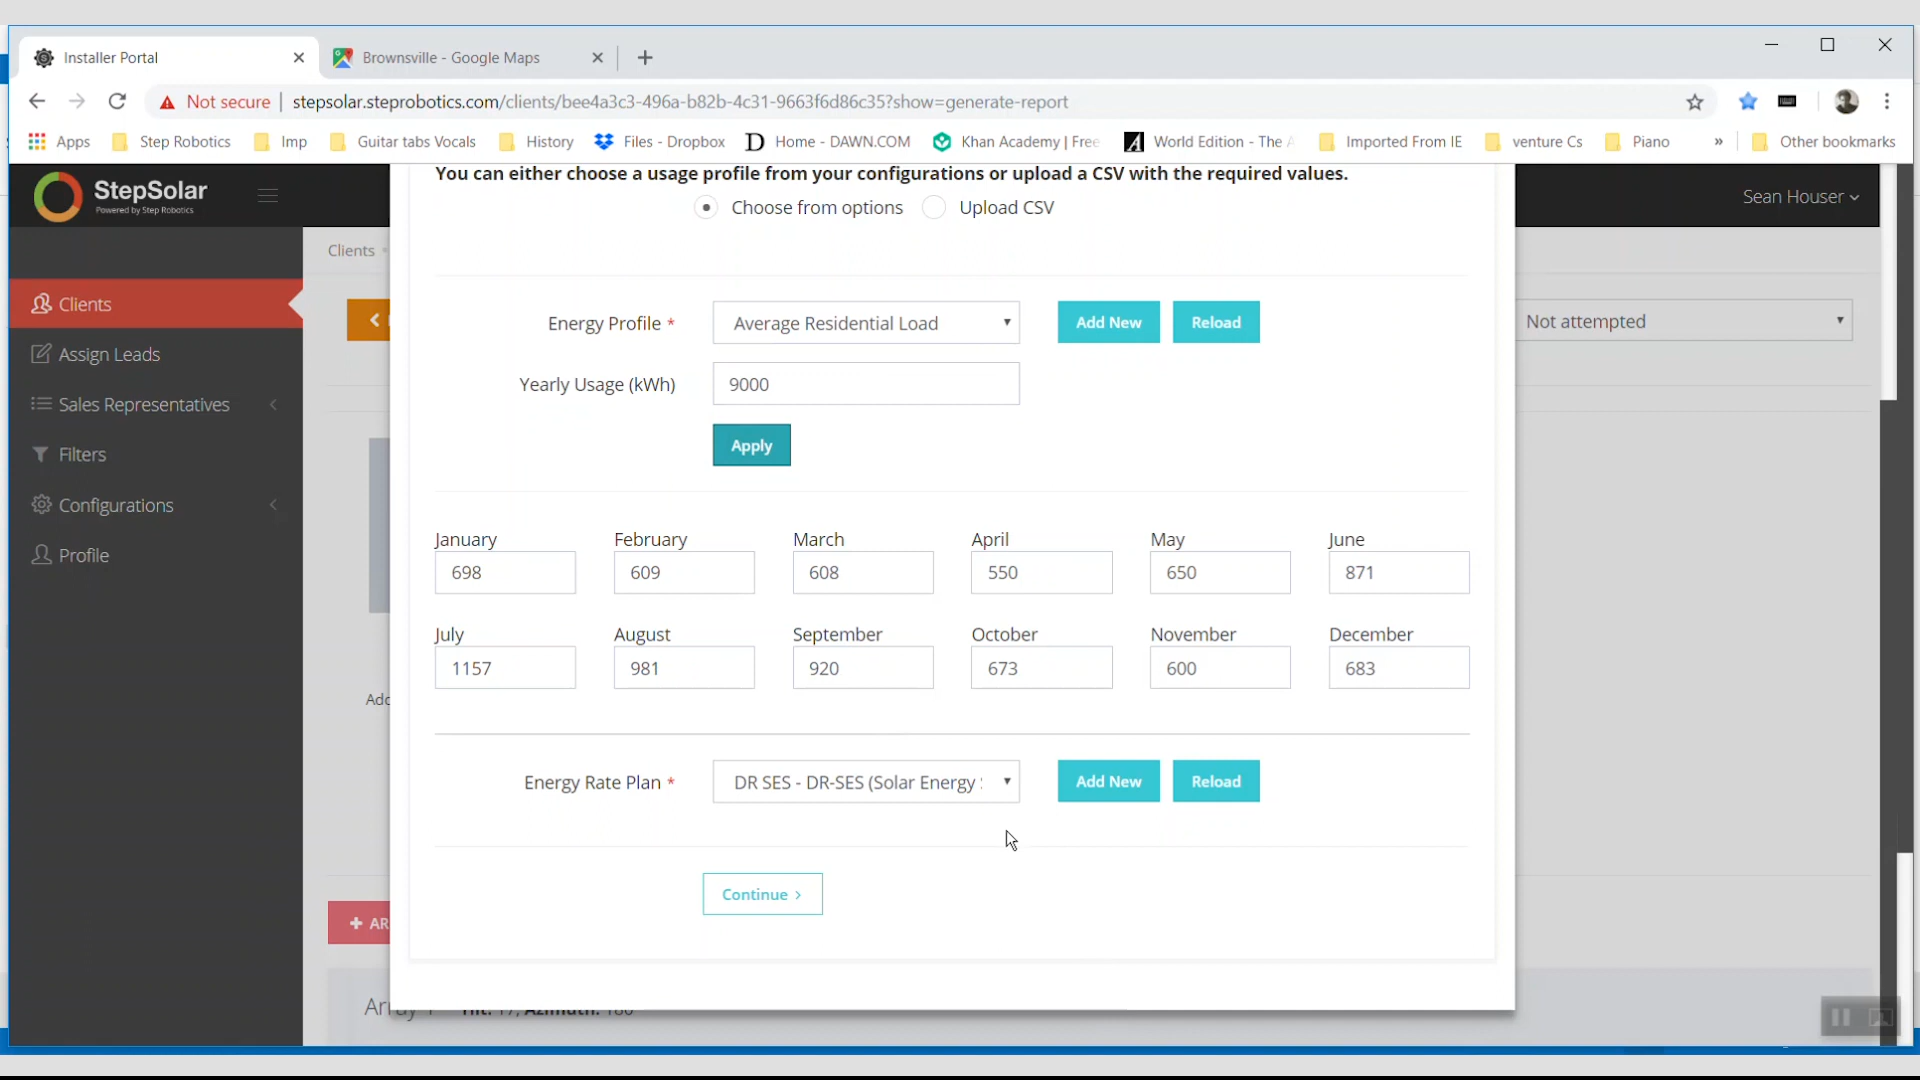 Installer Portal
Brownsville - Google Maps
Not secure | stepsolar.steprobotics.com/clients/bee4a3c3-496a-b82b-4c31-9663f6d86c35?show=generate-report
Apps Step Robotics Imp Guitar tabs Vocals History Files - Dropbox Home - DAWN.COM Khan Academy | Free World Edition - The A Imported From IE venture Cs Piano » Other bookmarks
You can either choose a usage profile from your configurations or upload a CSV with the required values.
StepSolar
Powered by Step Robotics
Choose from options Upload CSV
Sean Houser
Clients
Clients
Energy Profile * Average Residential Load Add New Reload
Not attempted
Assign Leads
Yearly Usage (kWh) 9000
Sales Representatives
Apply
Filters
Configurations
Profile
January February March April May June
698 609 608 550 650 871
July August September October November December
1157 981 920 673 600 683
Energy Rate Plan * DR SES - DR-SES (Solar Energy Add New Reload
Continue >